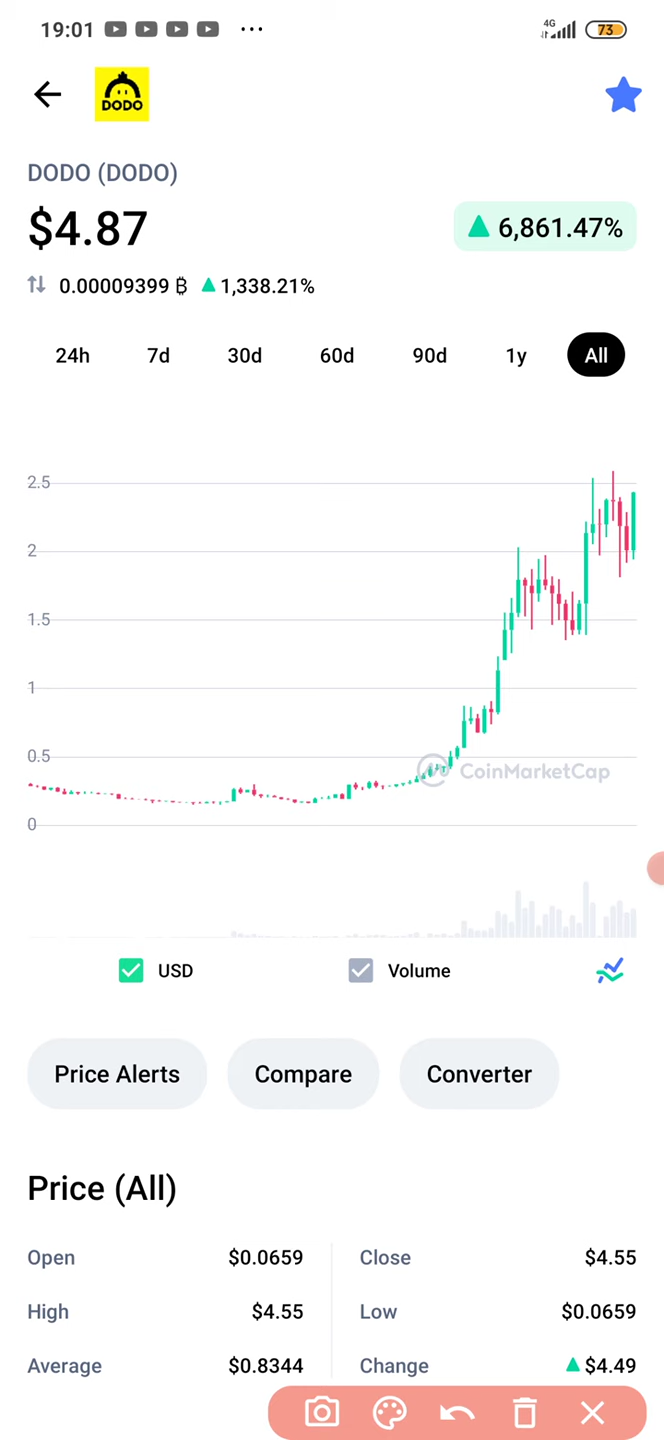 19:01 ... 4G 73
DODO
DODO (DODO)
$4.87 6,861.47%
0.00009399 ₿ 1,338.21%
24h 7d 30d 60d 90d 1y All
2.5
2
1.5
1
0.5
CoinMarketCap
0
USD Volume
Price Alerts Compare Converter
Price (All)
Open $0.0659 Close $4.55
High $4.55 Low $0.0659
Average $0.8344 Change $4.49